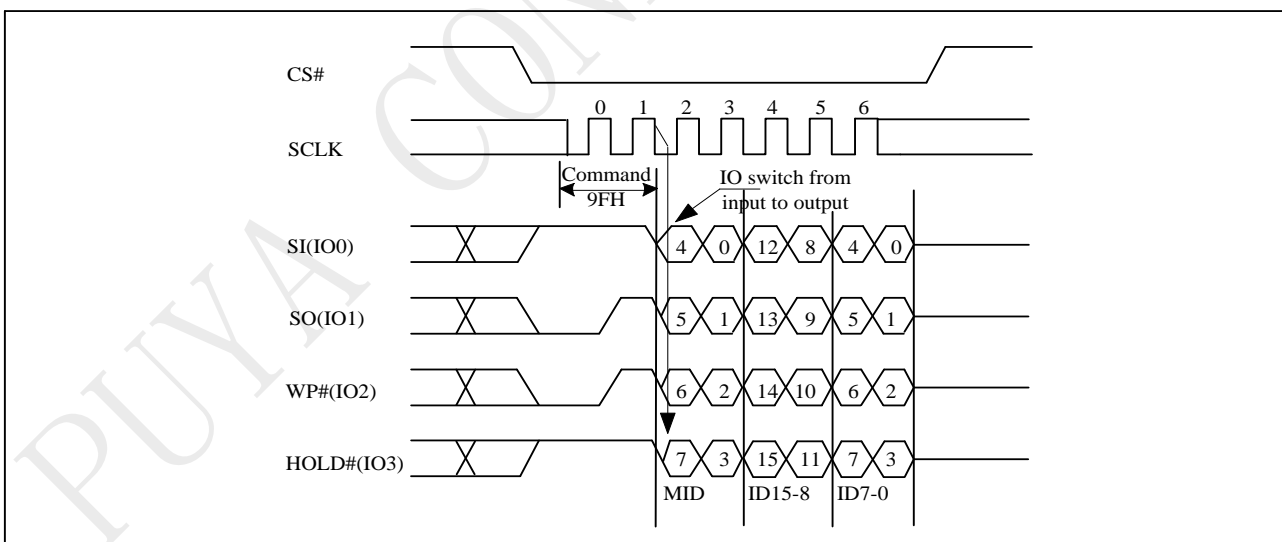 PUYA CON
CS#
0 1 2 3 4 5 6
SCLK
Command
9FH
IO switch from
input to output
SI(IO0)
4 0 12 8 4 0
SO(IO1)
5 1 13 9 5 1
WP#(IO2)
6 2 14 10 6 2
HOLD#(IO3)
7 3 15 11 7 3
MID ID15-8 ID7-0